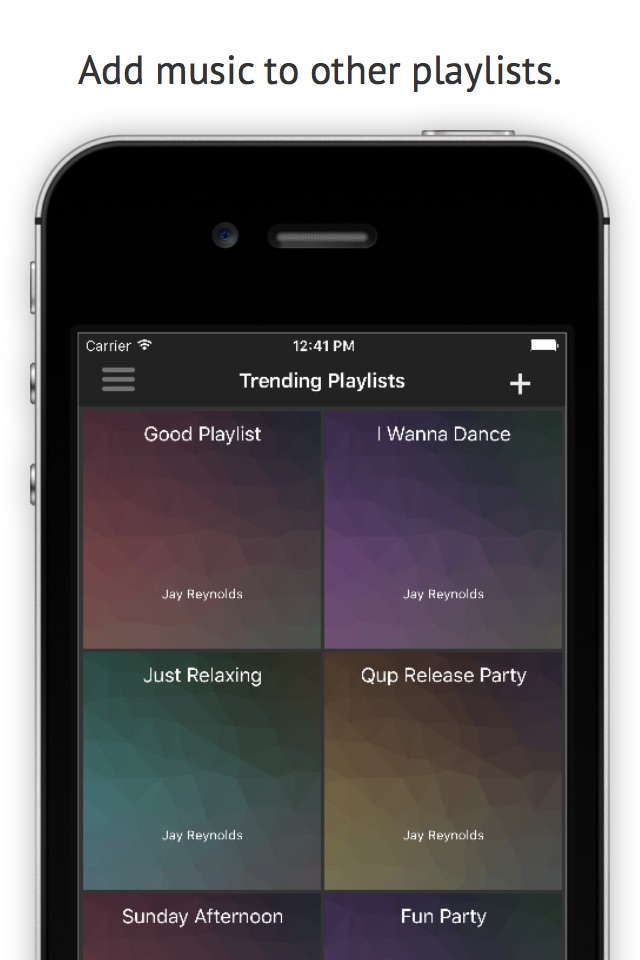 Add music to other playlists.
Carrier 12:41 PM
Trending Playlists
Good Playlist
Jay Reynolds
I Wanna Dance
Jay Reynolds
Just Relaxing
Jay Reynolds
Qup Release Party
Jay Reynolds
Sunday Afternoon
Fun Party